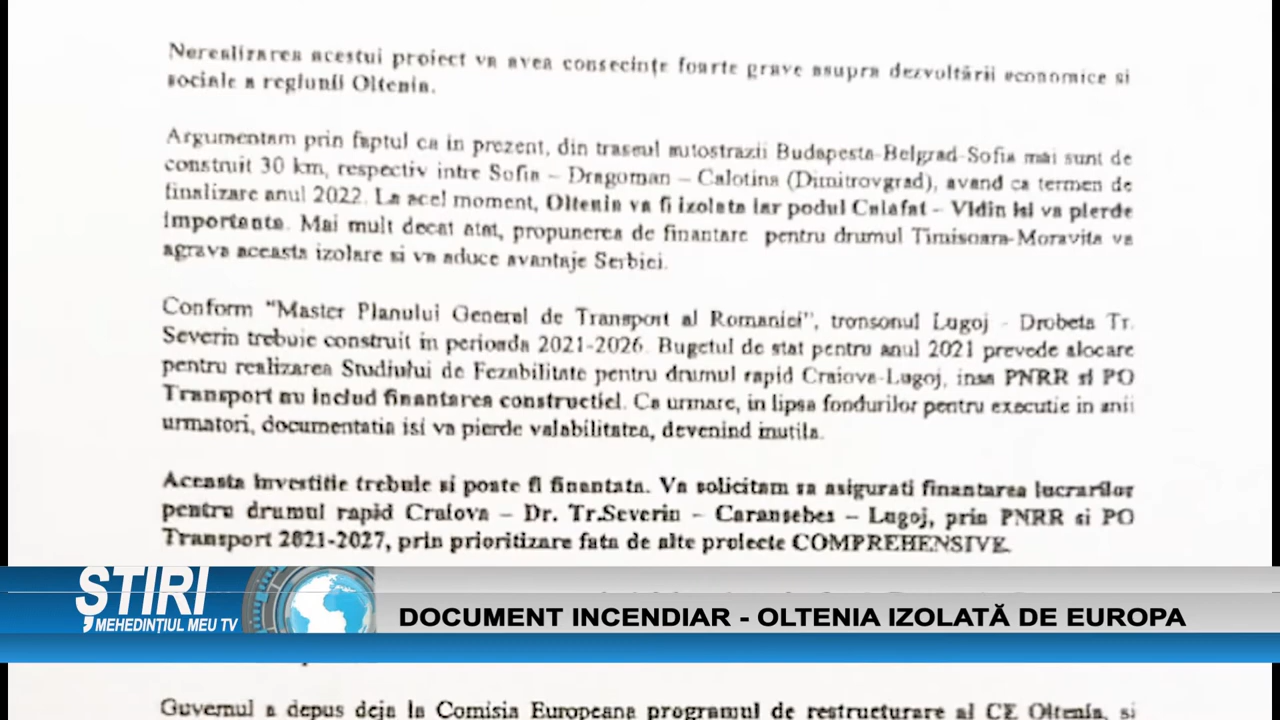 Nerealizarea acestui proiect va avea consecințe foarte grave asupra dezvoltării economice si
sociale a regiunii Oltenia.
Argumentam prin faptul ca in prezent, din traseul autostrazii Budapesta-Belgrad-Sofia mai sunt de
construit 30 km, respectiv intre Sofia – Dragoman – Calotina (Dimitrovgrad), avand ca termen de
finalizare anul 2022. La acel moment, Oltenia va fi izolata iar podul Calafat – Vidin isi va pierde
importanta. Mai mult decat atat, propunerea de finantare pentru drumul Timisoara-Moravita va
agrava aceasta izolare si va aduce avantaje Serbiei.
Conform "Master Planului General de Transport al Romaniei", tronsonul Lugoj - Drobeta Tr.
Severin trebuie construit in perioada 2021-2026. Bugetul de stat pentru anul 2021 prevede alocare
pentru realizarea Studiului de Fezabilitate pentru drumul rapid Craiova-Lugoj, insa PNRR si PO
Transport nu includ finantarea constructiei. Ca urmare, in lipsa fondurilor pentru executie in anii
urmatori, documentatia isi va pierde valabilitatea, devenind inutila.
Aceasta investitie trebuie si poate fi finantata. Va solicitam sa asigurati finantarea lucrarilor
pentru drumul rapid Craiova – Dr. Tr.Severin – Caransebes – Lugoj, prin PNRR si PO
Transport 2021-2027, prin prioritizare fata de alte proiecte COMPREHENSIVE.
ȘTIRI
MEHEDINȚIUL MEU TV
DOCUMENT INCENDIAR - OLTENIA IZOLATĂ DE EUROPA
Guvernul a depus deja la Comisia Europeana programul de restructurare al CE Oltenia, si